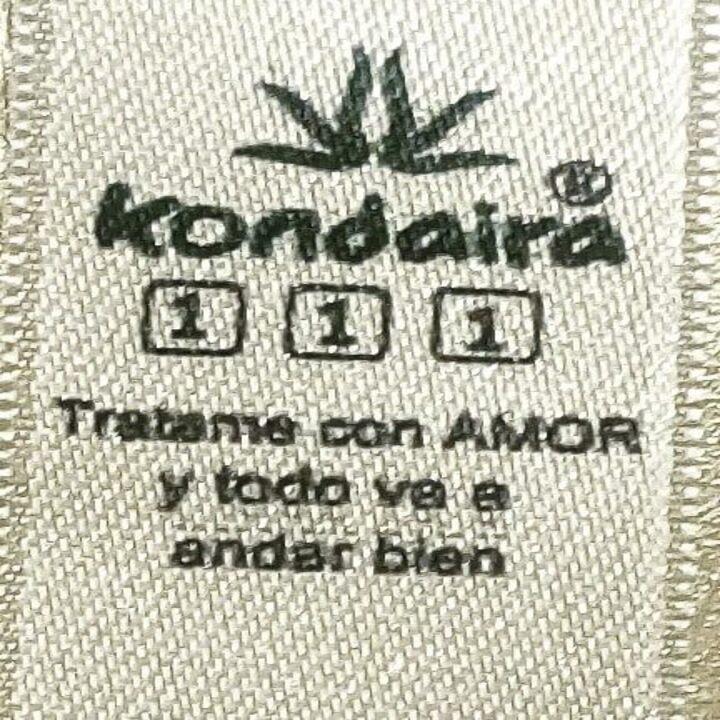 Kondaira®
1 1 1
Tratame con AMOR
y todo va a
andar bien